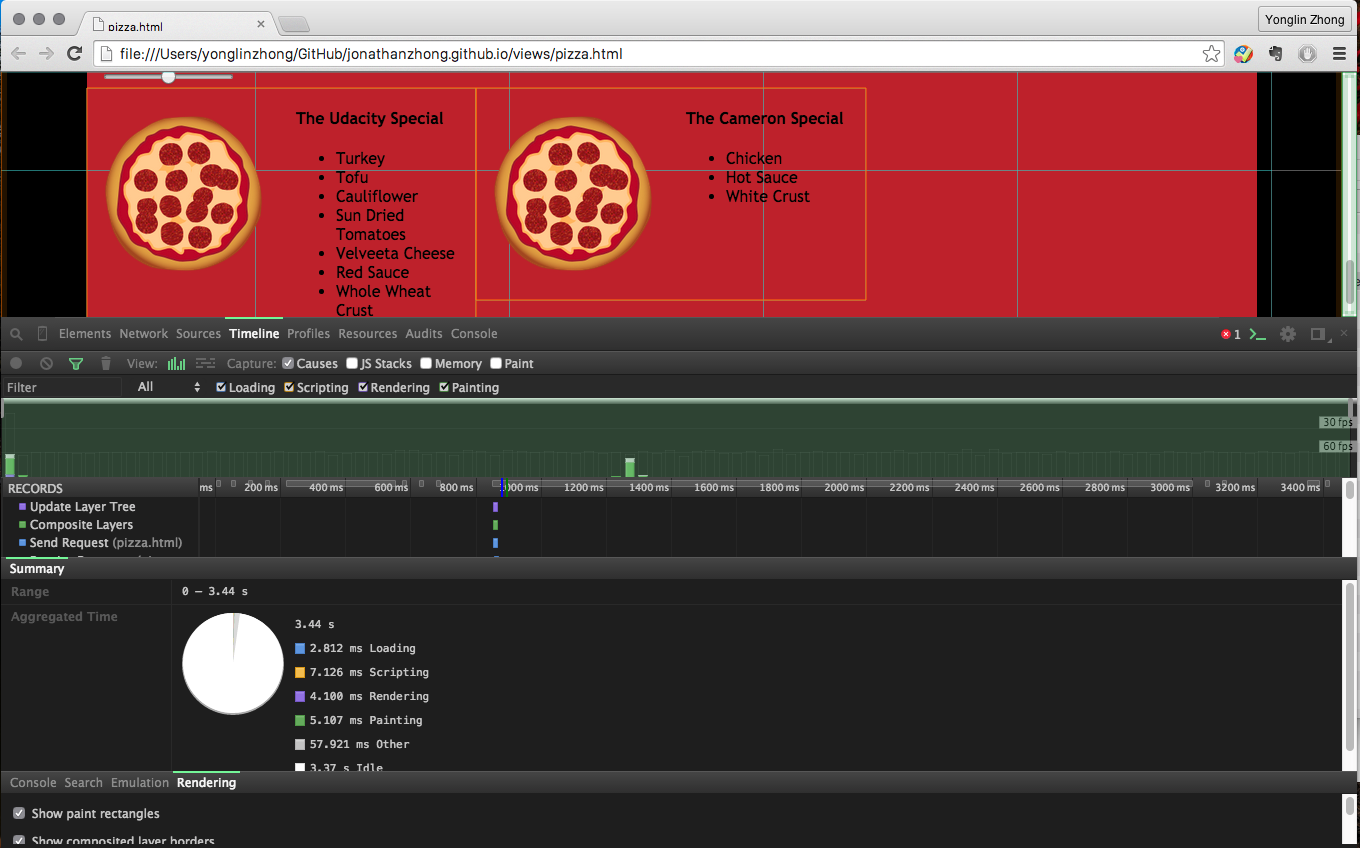 pizza.html
Yonglin Zhong
file:///Users/yonglinzhong/GitHub/jonathanzhong.github.io/views/pizza.html
The Udacity Special
Turkey
Tofu
Cauliflower
Sun Dried
Tomatoes
Velveeta Cheese
Red Sauce
Whole Wheat
Crust
The Cameron Special
Chicken
Hot Sauce
White Crust
Elements Network Sources Timeline Profiles Resources Audits Console 1
View: Capture: Causes JS Stacks Memory Paint
Filter All Loading Scripting Rendering Painting
30 fps
60 fps
RECORDS ms 200 ms 400 ms 600 ms 800 ms 1000 ms 1200 ms 1400 ms 1600 ms 1800 ms 2000 ms 2200 ms 2400 ms 2600 ms 2800 ms 3000 ms 3200 ms 3400 ms
Update Layer Tree
Composite Layers
Send Request (pizza.html)
Summary
Range 0 – 3.44 s
Aggregated Time
3.44 s
2.812 ms Loading
7.126 ms Scripting
4.100 ms Rendering
5.107 ms Painting
57.921 ms Other
3.37 s Idle
Console Search Emulation Rendering
Show paint rectangles
Show composited layer borders